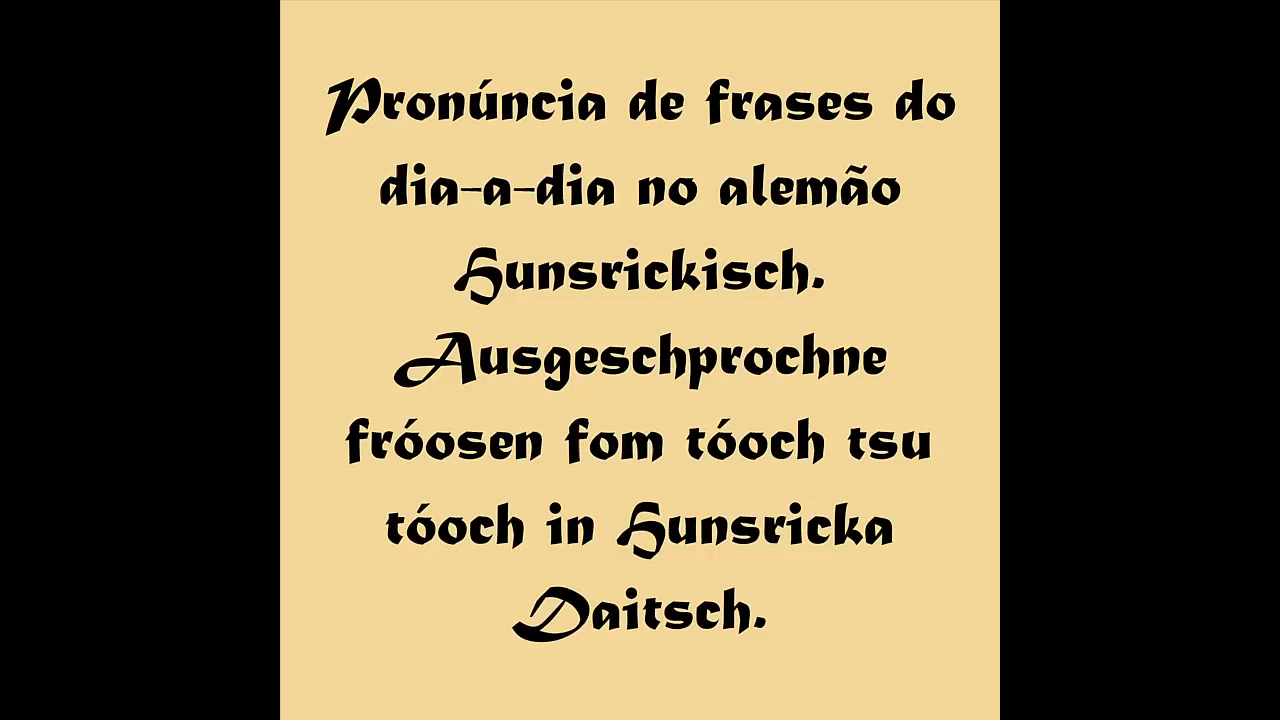 Pronúncia de frases do
dia-a-dia no alemão
Hunsrickisch.
Ausgeschprochne
fróosen fom tóoch tsu
tóoch in Hunsricka
Daitsch.